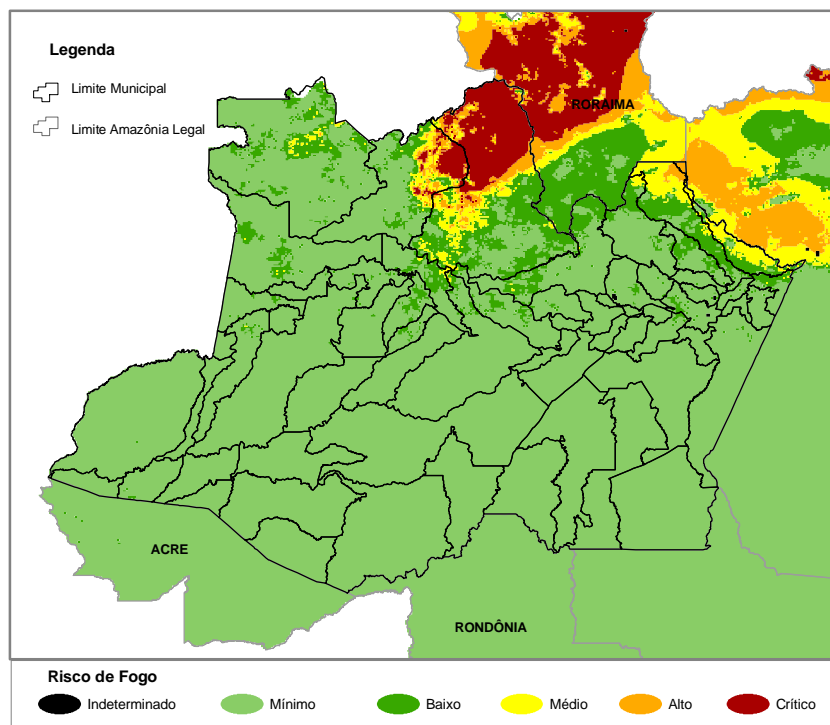 Legenda
Limite Municipal
Limite Amazônia Legal
RORAIMA
ACRE
RONDÔNIA
Risco de Fogo
Indeterminado
Mínimo
Baixo
Médio
Alto
Crítico